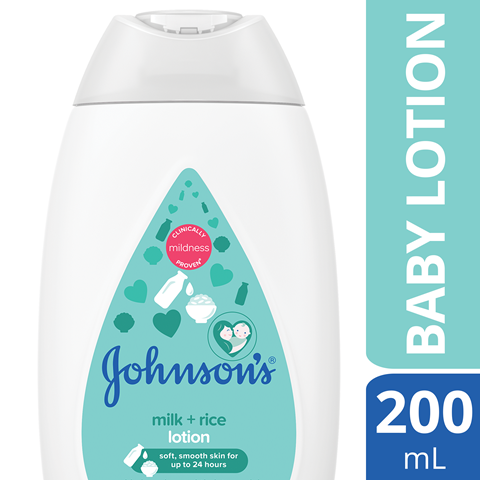 CLINICALLY
mildness
PROVEN*
Johnson's®
milk + rice
lotion
soft, smooth skin for
up to 24 hours
BABY LOTION
200
mL